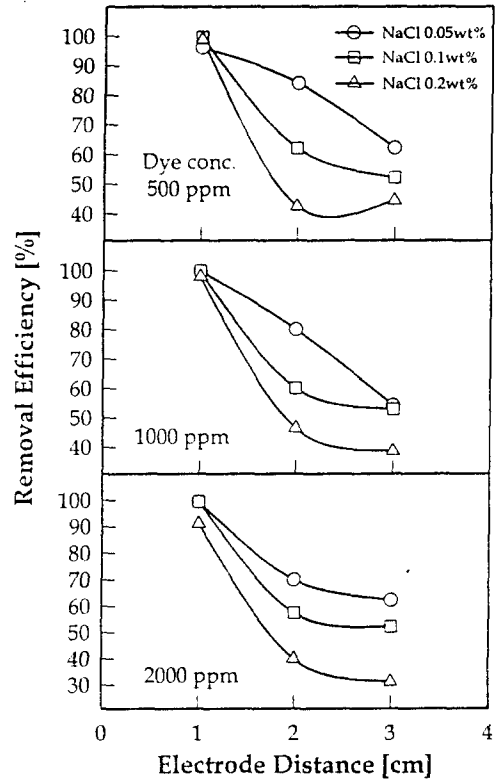 NaCl 0.05wt%
NaCl 0.1wt%
NaCl 0.2wt%
100
90
80
70
60
50
40
Dye conc.
500 ppm
100
90
80
70
60
50
40
1000 ppm
100
90
80
70
60
50
40
30
2000 ppm
0 1 2 3 4
Removal Efficiency [%]
Electrode Distance [cm]